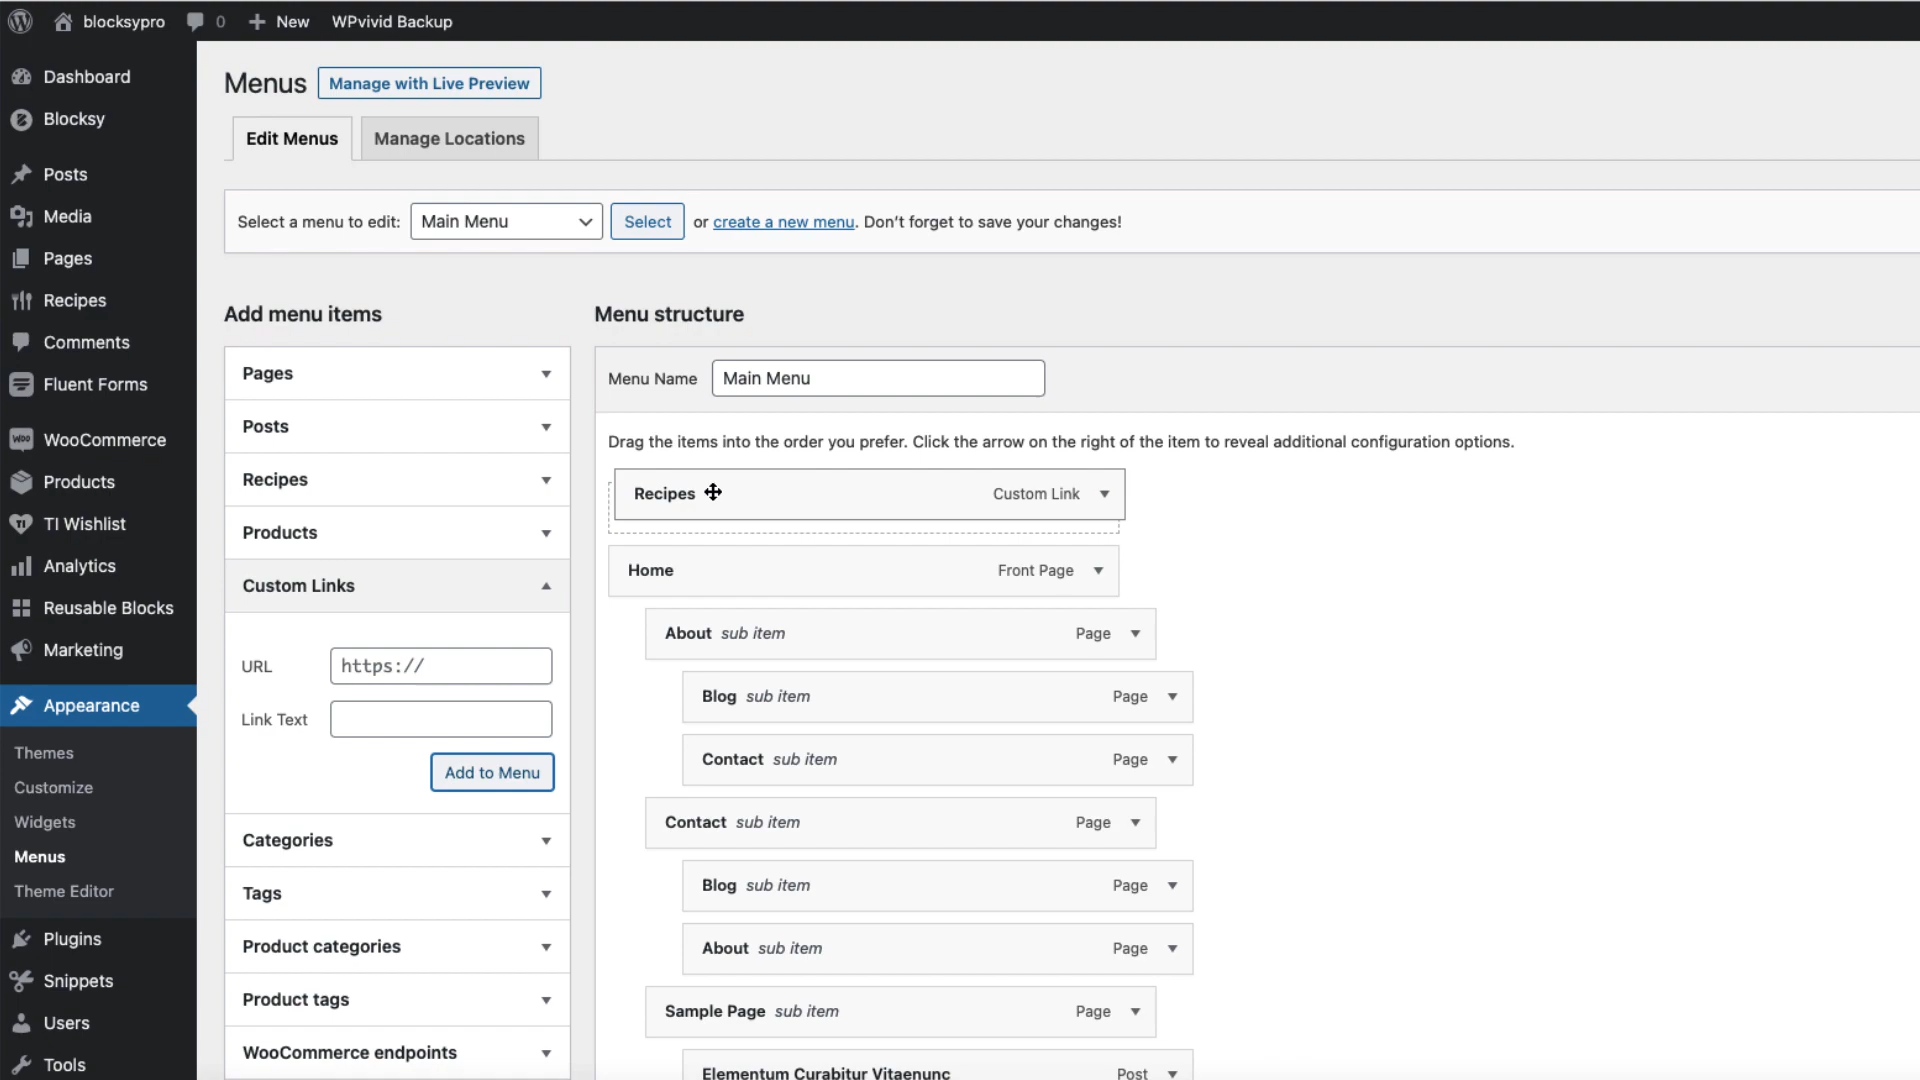 blocksypro 0 New WPvivid Backup
Dashboard
Blocksy
Posts
Media
Pages
Recipes
Comments
Fluent Forms
WooCommerce
Products
TI Wishlist
Analytics
Reusable Blocks
Marketing
Appearance
Themes
Customize
Widgets
Menus
Theme Editor
Plugins
Snippets
Users
Tools
Menus Manage with Live Preview
Edit Menus Manage Locations
Select a menu to edit: Main Menu Select or create a new menu. Don’t forget to save your changes!
Add menu items
Pages
Posts
Recipes
Products
Custom Links
URL https://
Link Text
Add to Menu
Categories
Tags
Product categories
Product tags
WooCommerce endpoints
Menu structure
Menu Name Main Menu
Drag the items into the order you prefer. Click the arrow on the right of the item to reveal additional configuration options.
Recipes Custom Link
Home Front Page
About sub item Page
Blog sub item Page
Contact sub item Page
Contact sub item Page
Blog sub item Page
About sub item Page
Sample Page sub item Page
Elementum Curabitur Vitaenunc Post